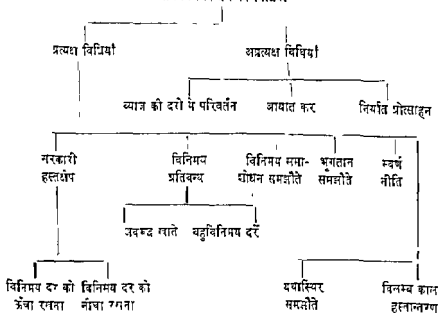 प्रत्यक्ष विधियाँ
अप्रत्यक्ष विधियाँ
ब्याज की दरों में परिवर्तन
आयात कर
निर्यात प्रोत्साहन
सरकारी
हस्तक्षेप
विनिमय
प्रतिबन्ध
विनिमय समा-
शोधन समझौते
भुगतान
समझौते
स्वर्ण
नीति
अवरुद्ध खाते
बहुविनिमय दरें
विनिमय दर को
ऊँचा रखना
विनिमय दर को
नीचा रखना
यथास्थिर
समझौते
विलम्ब काल
हस्तान्तरण